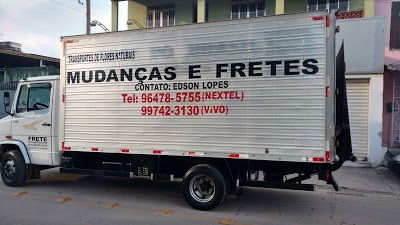 TRANSPORTES DE FLORES NATURAIS
MUDANÇAS E FRETES
CONTATO: EDSON LOPES
Tel: 96478-5755 (NEXTEL)
99742-3130 (VIVO)
FRETE